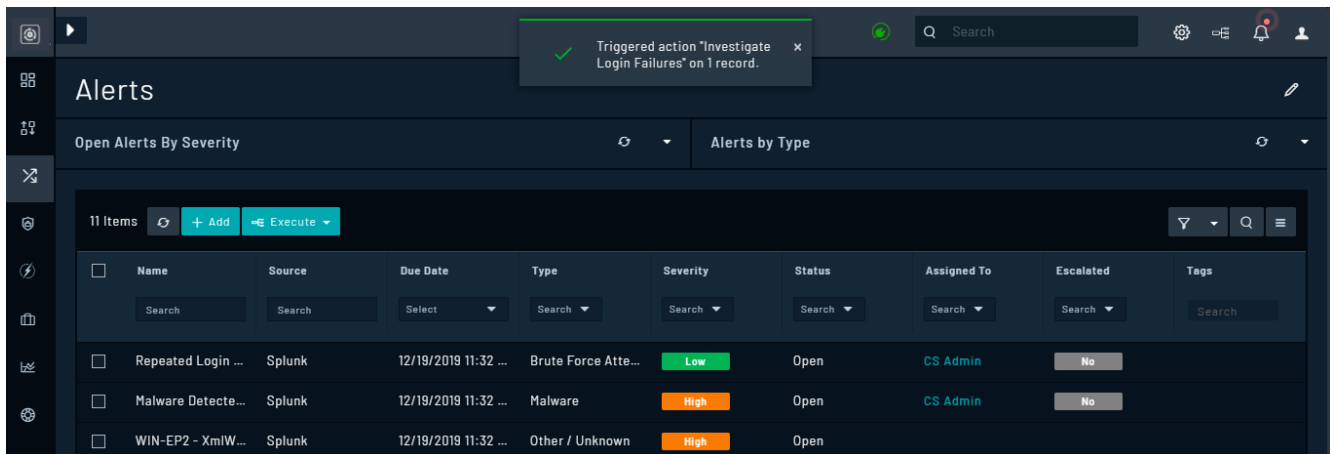 Triggered action "Investigate
Login Failures" on 1 record.
Search
Alerts
Open Alerts By Severity
Alerts by Type
11 Items
+ Add
Execute
Name Source Due Date Type Severity Status Assigned To Escalated Tags
Search Search Select Search Search Search Search Search Search
Repeated Login ... Splunk 12/19/2019 11:32 ... Brute Force Atte... Low Open CS Admin No
Malware Detecte... Splunk 12/19/2019 11:32 ... Malware High Open CS Admin No
WIN-EP2 - XmlW... Splunk 12/19/2019 11:32 ... Other / Unknown High Open